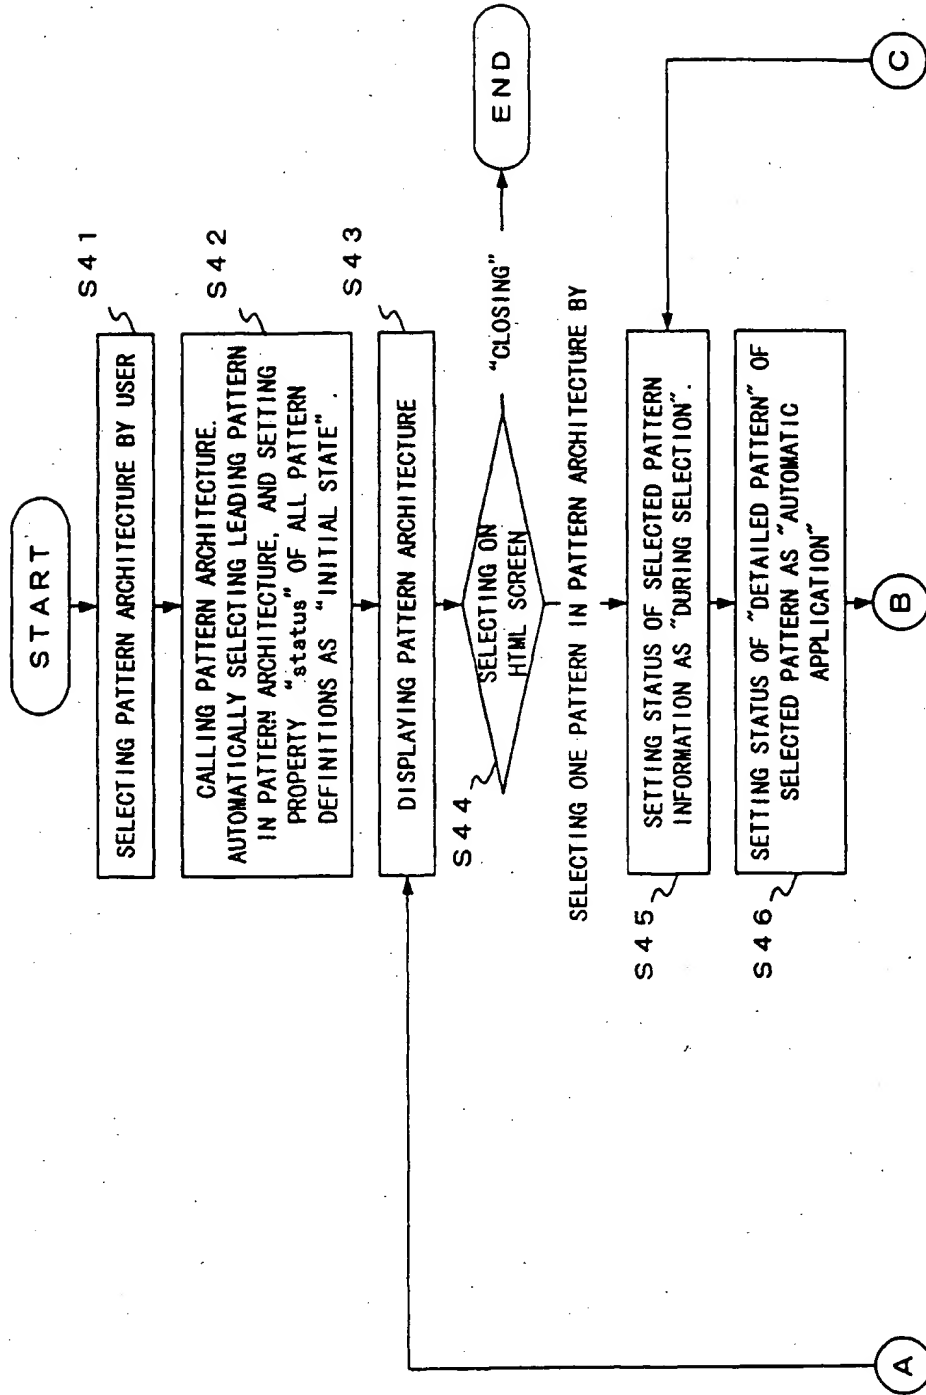 START
S41
SELECTING PATTERN ARCHITECTURE BY USER
S42
CALLING PATTERN ARCHITECTURE.
AUTOMATICALLY SELECTING LEADING PATTERN
IN PATTERN ARCHITECTURE, AND SETTING
PROPERTY "status" OF ALL PATTERN
DEFINITIONS AS "INITIAL STATE".
S43
DISPLAYING PATTERN ARCHITECTURE
S44
SELECTING ON
HTML SCREEN
"CLOSING"
END
SELECTING ONE PATTERN IN PATTERN ARCHITECTURE BY
S45
SETTING STATUS OF SELECTED PATTERN
INFORMATION AS "DURING SELECTION".
S46
SETTING STATUS OF "DETAILED PATTERN" OF
SELECTED PATTERN AS "AUTOMATIC
APPLICATION"
A
B
C